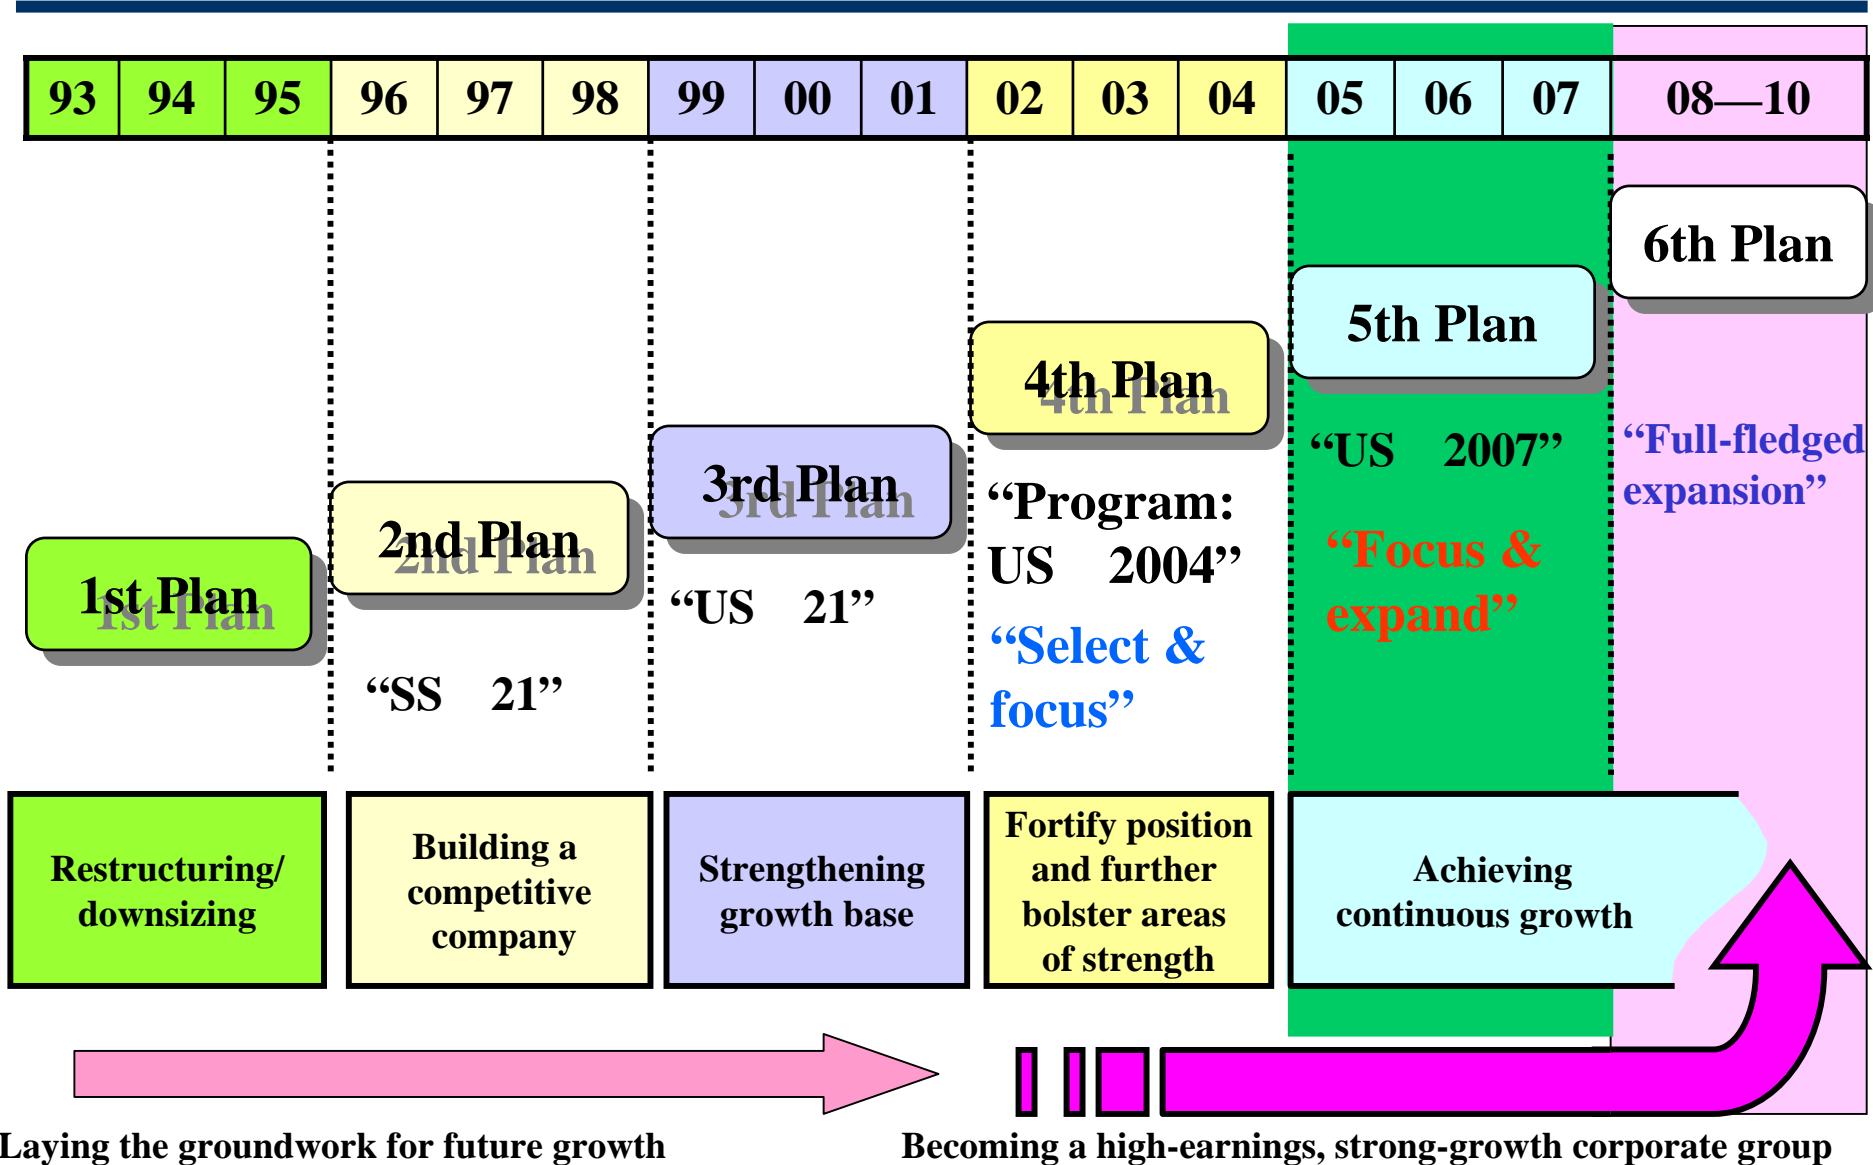 93 94 95 96 97 98 99 00 01 02 03 04 05 06 07 08—10
1st Plan
2nd Plan
“SS 21”
3rd Plan
“US 21”
4th Plan
“Program:
US 2004”
“Select &
focus”
5th Plan
“US 2007”
“Focus &
expand”
6th Plan
“Full-fledged
expansion”
Restructuring/
downsizing
Building a
competitive
company
Strengthening
growth base
Fortify position
and further
bolster areas
of strength
Achieving
continuous growth
Laying the groundwork for future growth
Becoming a high-earnings, strong-growth corporate group